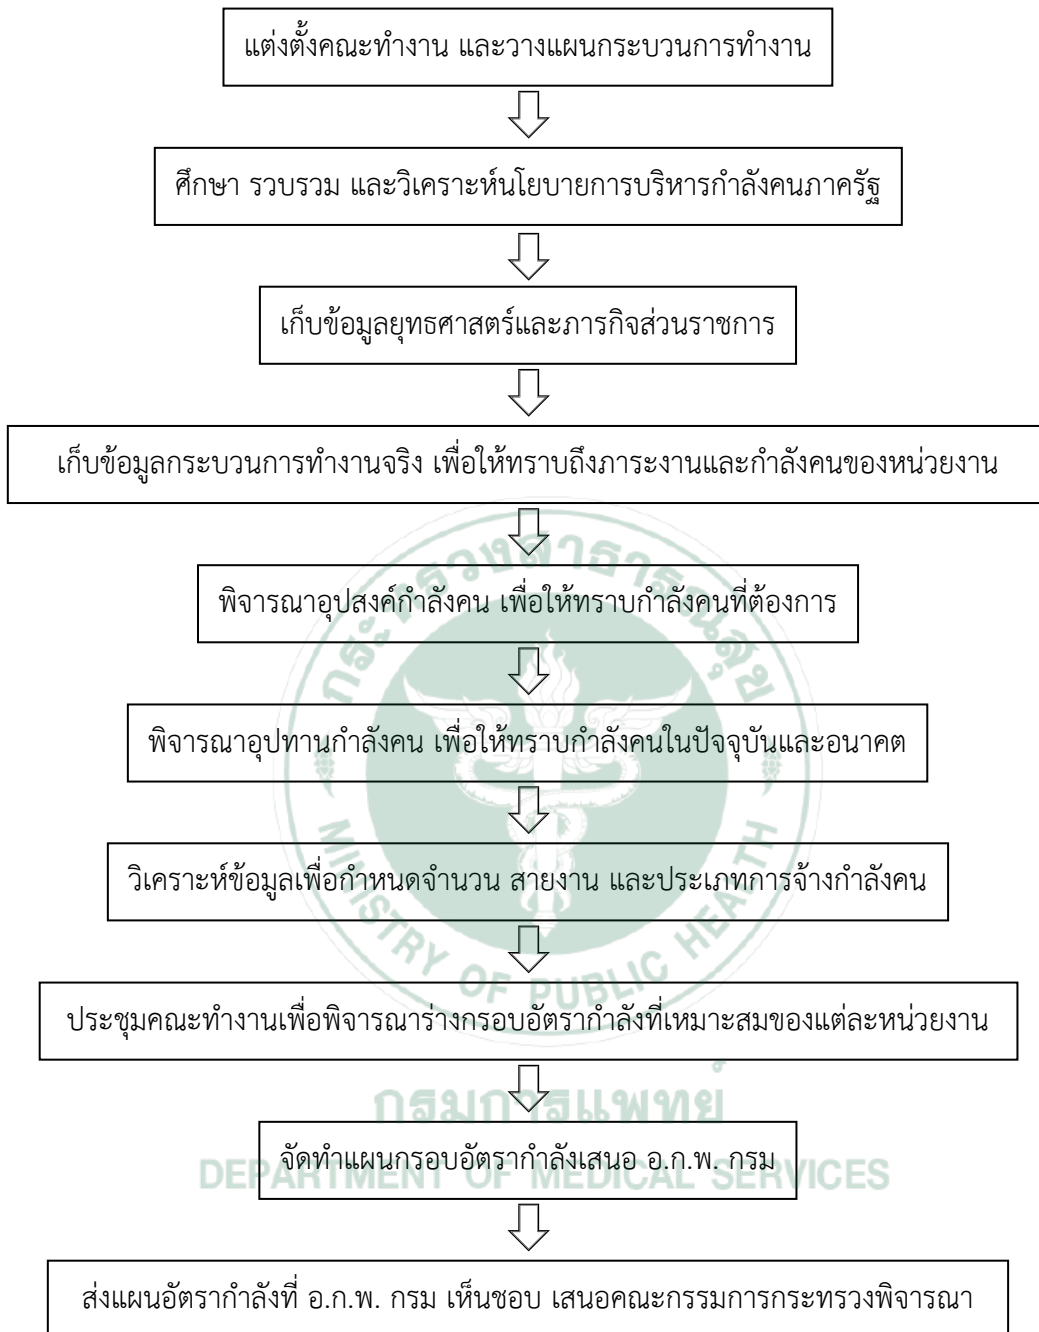 แต่งตั้งคณะทำงาน และวางแผนกระบวนการทำงาน
ศึกษา รวบรวม และวิเคราะห์นโยบายการบริหารกำลังคนภาครัฐ
เก็บข้อมูลยุทธศาสตร์และภารกิจส่วนราชการ
เก็บข้อมูลกระบวนการทำงานจริง เพื่อให้ทราบถึงภาระงานและกำลังคนของหน่วยงาน
กระทรวงสาธารณสุข
พิจารณาอุปสงค์กำลังคน เพื่อให้ทราบกำลังคนที่ต้องการ
พิจารณาอุปทานกำลังคน เพื่อให้ทราบกำลังคนในปัจจุบันและอนาคต
วิเคราะห์ข้อมูลเพื่อกำหนดจำนวน สายงาน และประเภทการจ้างกำลังคน
MINISTRY OF PUBLIC HEALTH
ประชุมคณะทำงานเพื่อพิจารณาร่างกรอบอัตรากำลังที่เหมาะสมของแต่ละหน่วยงาน
กรมการแพทย์
จัดทำแผนกรอบอัตรากำลังเสนอ อ.ก.พ. กรม
DEPARTMENT OF MEDICAL SERVICES
ส่งแผนอัตรากำลังที่ อ.ก.พ. กรม เห็นชอบ เสนอคณะกรรมการกระทรวงพิจารณา